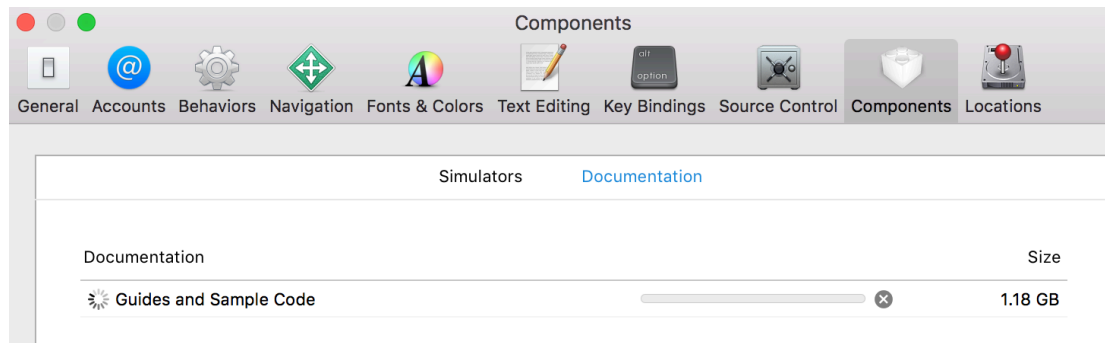 Components
alt
option
General Accounts Behaviors Navigation Fonts & Colors Text Editing Key Bindings Source Control Components Locations
Simulators Documentation
Documentation Size
Guides and Sample Code 1.18 GB